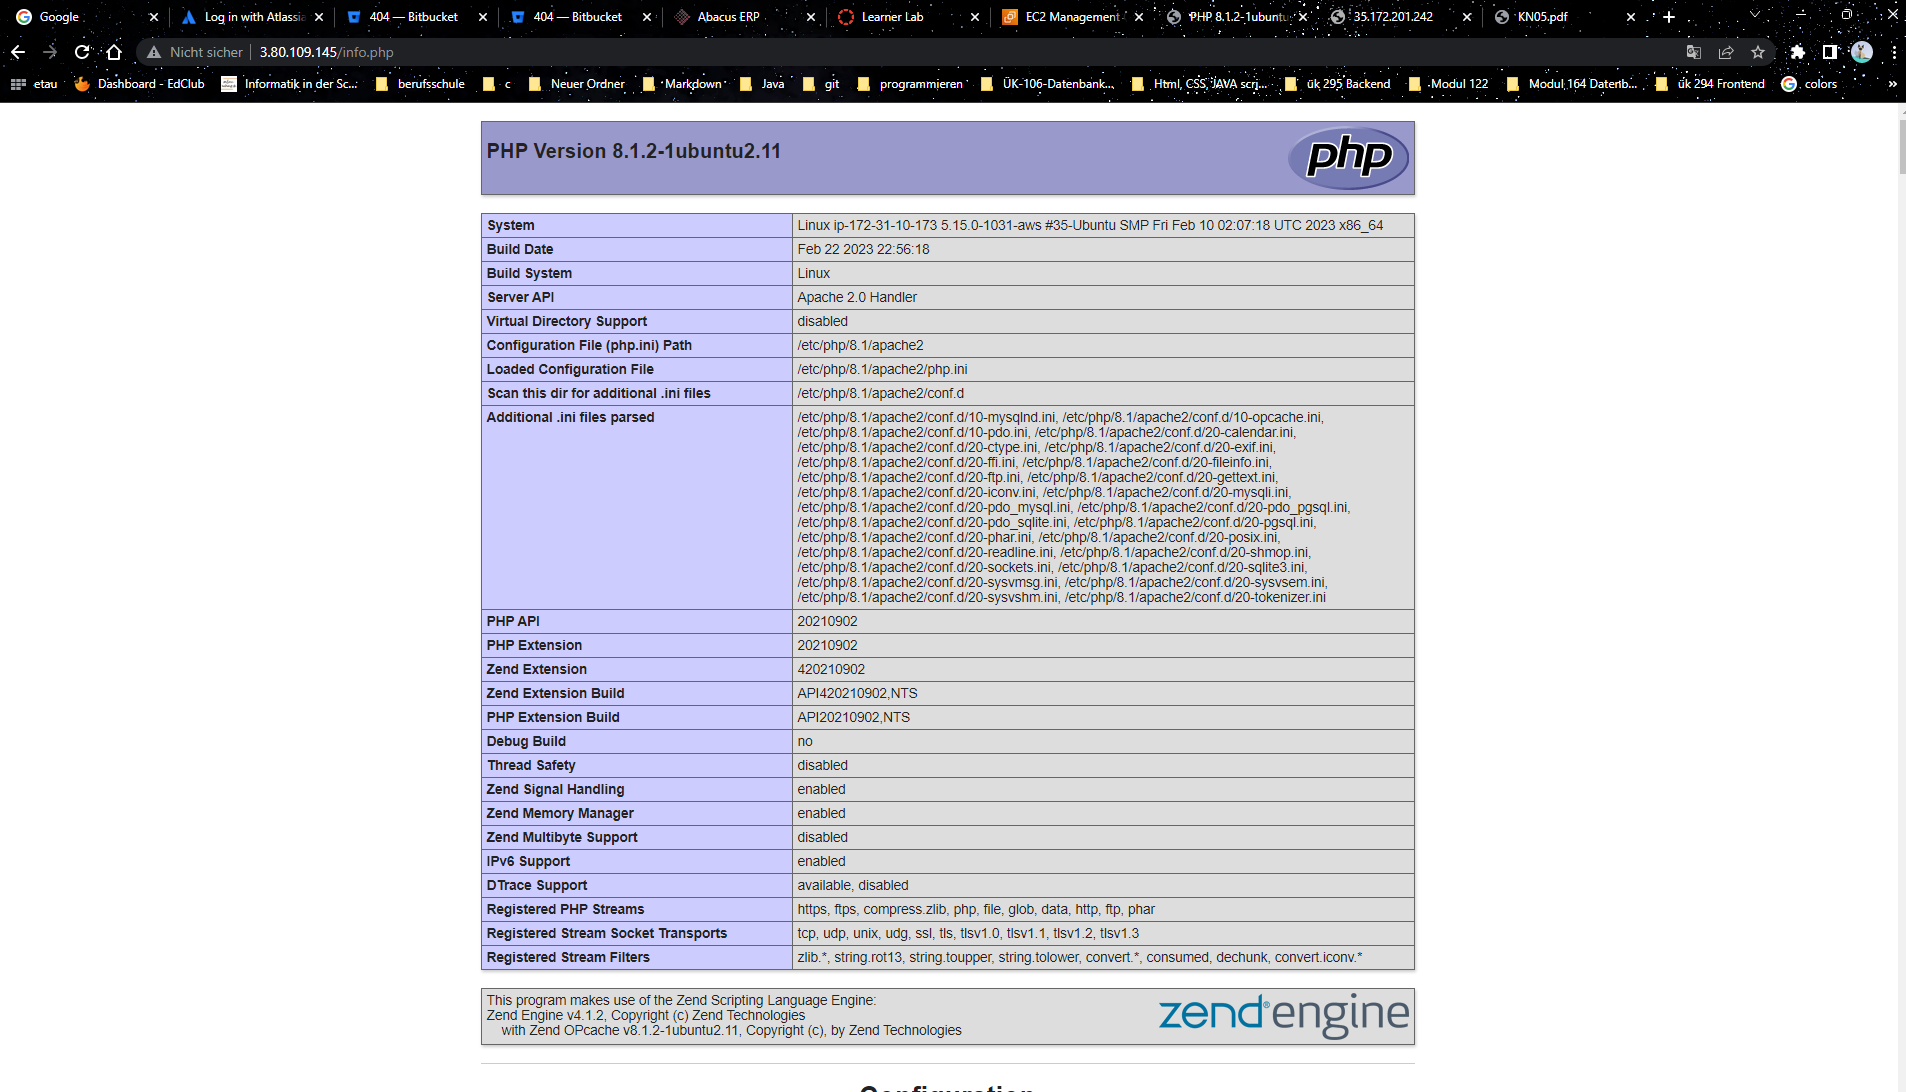 Google
Log in with Atlassia
404 — Bitbucket
404 — Bitbucket
Abacus ERP
Learner Lab
EC2 Management
PHP 8.1.2-1ubuntu
35.172.201.242
KN05.pdf
Nicht sicher
3.80.109.145/info.php
etau
Dashboard - EdClub
Informatik in der Sc...
berufsschule
c
Neuer Ordner
Markdown
Java
git
programmieren
ÜK-106-Datenbank...
Html, CSS, JAVA scri...
ük 295 Backend
Modul 122
Modul 164 Datenb...
ük 294 Frontend
colors
PHP Version 8.1.2-1ubuntu2.11
php
System Linux ip-172-31-10-173 5.15.0-1031-aws #35-Ubuntu SMP Fri Feb 10 02:07:18 UTC 2023 x86_64
Build Date Feb 22 2023 22:56:18
Build System Linux
Server API Apache 2.0 Handler
Virtual Directory Support disabled
Configuration File (php.ini) Path /etc/php/8.1/apache2
Loaded Configuration File /etc/php/8.1/apache2/php.ini
Scan this dir for additional .ini files /etc/php/8.1/apache2/conf.d
Additional .ini files parsed /etc/php/8.1/apache2/conf.d/10-mysqlnd.ini, /etc/php/8.1/apache2/conf.d/10-opcache.ini,
/etc/php/8.1/apache2/conf.d/10-pdo.ini, /etc/php/8.1/apache2/conf.d/20-calendar.ini,
/etc/php/8.1/apache2/conf.d/20-ctype.ini, /etc/php/8.1/apache2/conf.d/20-exif.ini,
/etc/php/8.1/apache2/conf.d/20-ffi.ini, /etc/php/8.1/apache2/conf.d/20-fileinfo.ini,
/etc/php/8.1/apache2/conf.d/20-ftp.ini, /etc/php/8.1/apache2/conf.d/20-gettext.ini,
/etc/php/8.1/apache2/conf.d/20-iconv.ini, /etc/php/8.1/apache2/conf.d/20-mysqli.ini,
/etc/php/8.1/apache2/conf.d/20-pdo_mysql.ini, /etc/php/8.1/apache2/conf.d/20-pdo_pgsql.ini,
/etc/php/8.1/apache2/conf.d/20-pdo_sqlite.ini, /etc/php/8.1/apache2/conf.d/20-pgsql.ini,
/etc/php/8.1/apache2/conf.d/20-phar.ini, /etc/php/8.1/apache2/conf.d/20-posix.ini,
/etc/php/8.1/apache2/conf.d/20-readline.ini, /etc/php/8.1/apache2/conf.d/20-shmop.ini,
/etc/php/8.1/apache2/conf.d/20-sockets.ini, /etc/php/8.1/apache2/conf.d/20-sqlite3.ini,
/etc/php/8.1/apache2/conf.d/20-sysvmsg.ini, /etc/php/8.1/apache2/conf.d/20-sysvsem.ini,
/etc/php/8.1/apache2/conf.d/20-sysvshm.ini, /etc/php/8.1/apache2/conf.d/20-tokenizer.ini
PHP API 20210902
PHP Extension 20210902
Zend Extension 420210902
Zend Extension Build API420210902,NTS
PHP Extension Build API20210902,NTS
Debug Build no
Thread Safety disabled
Zend Signal Handling enabled
Zend Memory Manager enabled
Zend Multibyte Support disabled
IPv6 Support enabled
DTrace Support available, disabled
Registered PHP Streams https, ftps, compress.zlib, php, file, glob, data, http, ftp, phar
Registered Stream Socket Transports tcp, udp, unix, udg, ssl, tls, tlsv1.0, tlsv1.1, tlsv1.2, tlsv1.3
Registered Stream Filters zlib.*, string.rot13, string.toupper, string.tolower, convert.*, consumed, dechunk, convert.iconv.*
This program makes use of the Zend Scripting Language Engine:
Zend Engine v4.1.2, Copyright (c) Zend Technologies
with Zend OPcache v8.1.2-1ubuntu2.11, Copyright (c), by Zend Technologies
zend® engine
Configuration